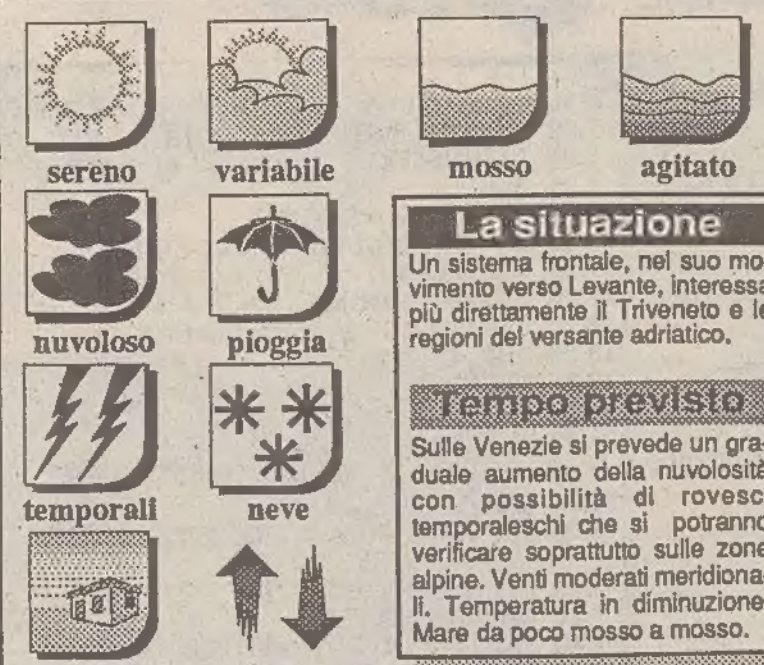 sereno
variabile
mosso
agitato
nuvoloso
pioggia
temporali
neve
La situazione
Un sistema frontale, nel suo mo-
vimento verso Levante, interessa
più direttamente il Triveneto e le
regioni del versante adriatico.
Tempo previsto
Sulle Venezie si prevede un gra-
duale aumento della nuvolosità
con possibilità di rovesci
temporaleschi che si potranno
verificare soprattutto sulle zone
alpine. Venti moderati meridiona-
li. Temperatura in diminuzione.
Mare da poco mosso a mosso.